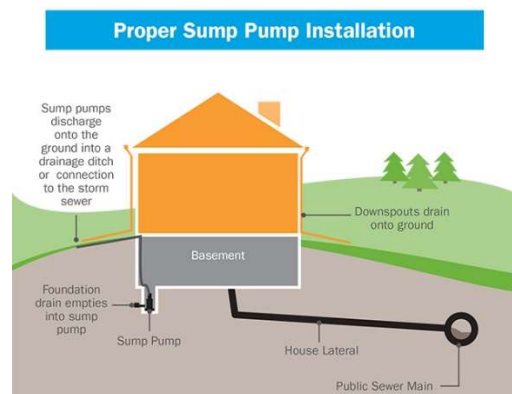 Proper Sump Pump Installation
Sump pumps
discharge
onto the
ground into a
drainage ditch
or connection
to the storm
sewer
Downspouts drain
onto ground
Basement
Foundation
drain empties
into sump
pump
Sump Pump
House Lateral
Public Sewer Main